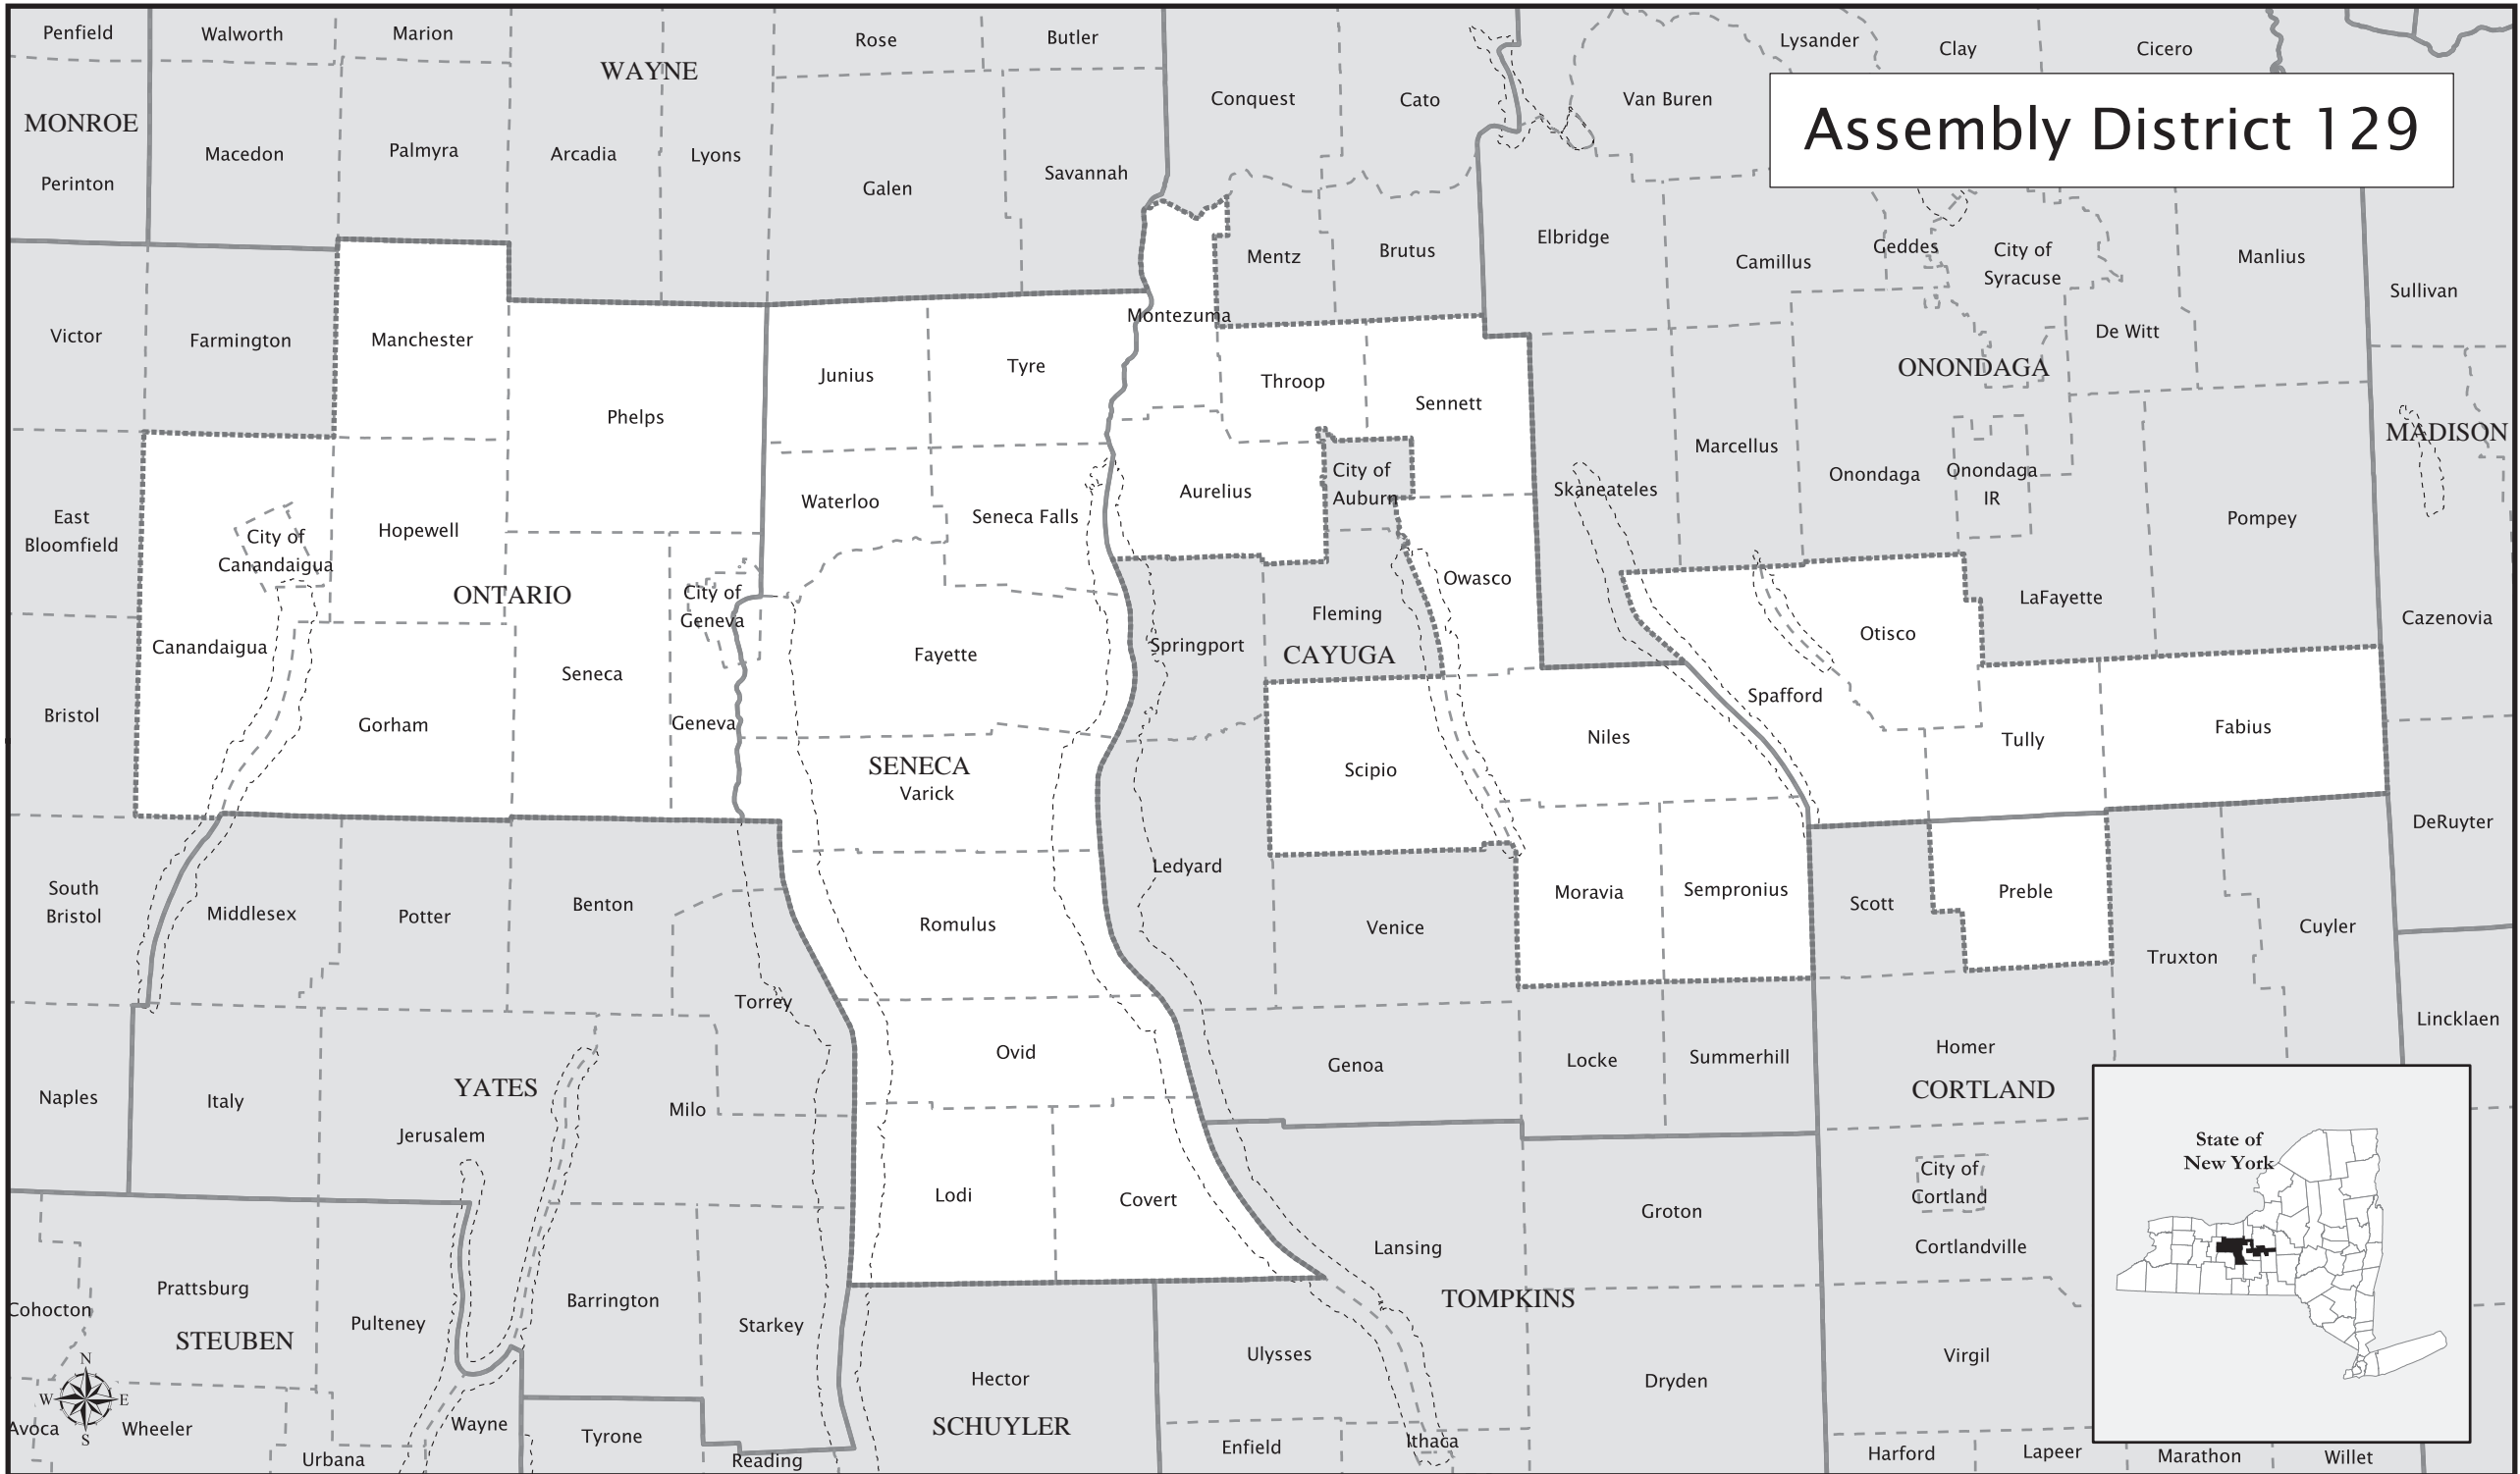 Assembly District 129
Penfield
Walworth
Marion
WAYNE
Rose
Butler
Lysander
Clay
Cicero
MONROE
Perinton
Macedon
Palmyra
Arcadia
Lyons
Galen
Savannah
Conquest
Cato
Van Buren
Victor
Farmington
Manchester
Phelps
Junius
Tyre
Montezuma
Mentz
Brutus
Throop
Sennett
Elbridge
Camillus
Geddes
City of
Syracuse
Manlius
De Witt
Sullivan
ONONDAGA
MADISON
East
Bloomfield
City of
Canandaigua
Canandaigua
Hopewell
ONTARIO
City of
Geneva
Waterloo
Seneca Falls
Aurelius
City of
Auburn
Skaneateles
Marcellus
Onondaga
Onondaga
IR
Pompey
Owasco
Fleming
CAYUGA
Springport
Fayette
Otisco
LaFayette
Cazenovia
Bristol
Gorham
Seneca
Geneva
SENECA
Varick
Scipio
Niles
Spafford
Tully
Fabius
DeRuyter
South
Bristol
Middlesex
Potter
Benton
Torrey
Romulus
Ledyard
Venice
Moravia
Sempronius
Scott
Preble
Truxton
Cuyler
Lincklaen
Naples
Italy
YATES
Jerusalem
Milo
Ovid
Genoa
Locke
Summerhill
Homer
CORTLAND
Lodi
Covert
Lansing
Groton
City of
Cortland
Cortlandville
State of
New York
Cohocton
Prattsburg
STEUBEN
Pulteney
Barrington
Starkey
Hector
SCHUYLER
Ulysses
TOMPKINS
Dryden
Virgil
N
W
E
S
Avoca
Wheeler
Urbana
Wayne
Tyrone
Reading
Enfield
Ithaca
Harford
Lapeer
Marathon
Willet